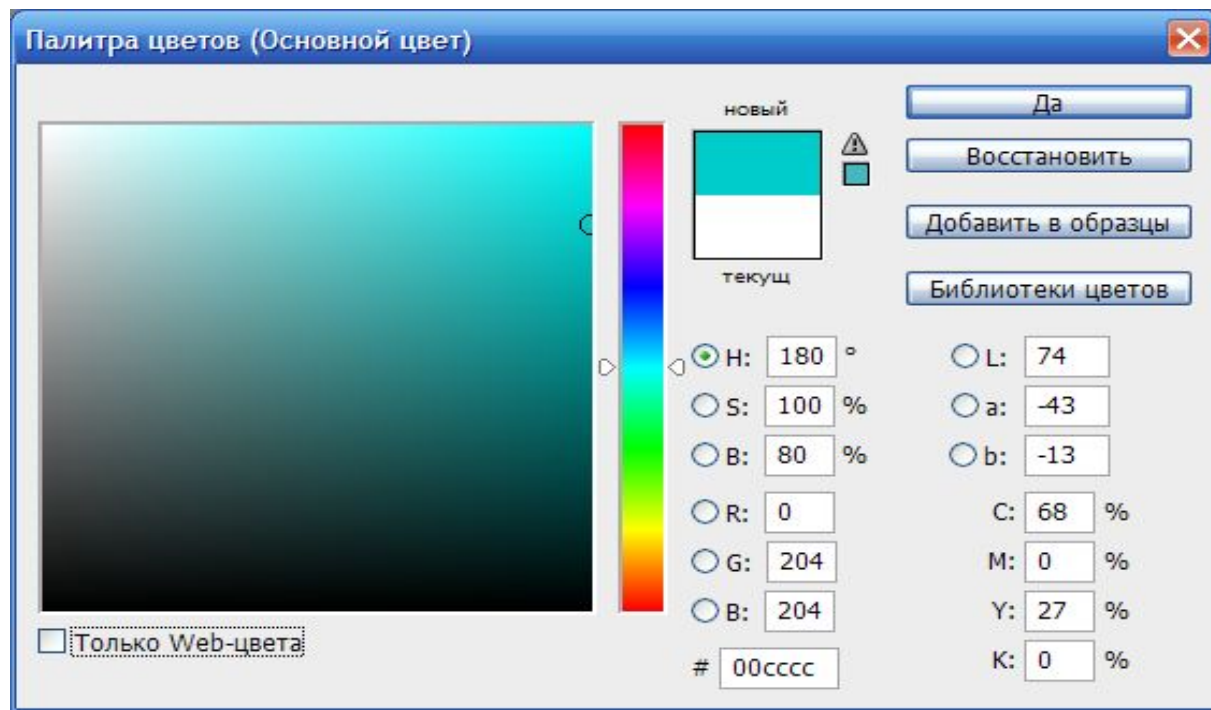 Палитра цветов (Основной цвет)
новый
текущ
Да
Восстановить
Добавить в образцы
Библиотеки цветов
H: 180 °
S: 100 %
B: 80 %
R: 0
G: 204
B: 204
# 00cccc
L: 74
a: -43
b: -13
C: 68 %
M: 0 %
Y: 27 %
K: 0 %
Только Web-цвета